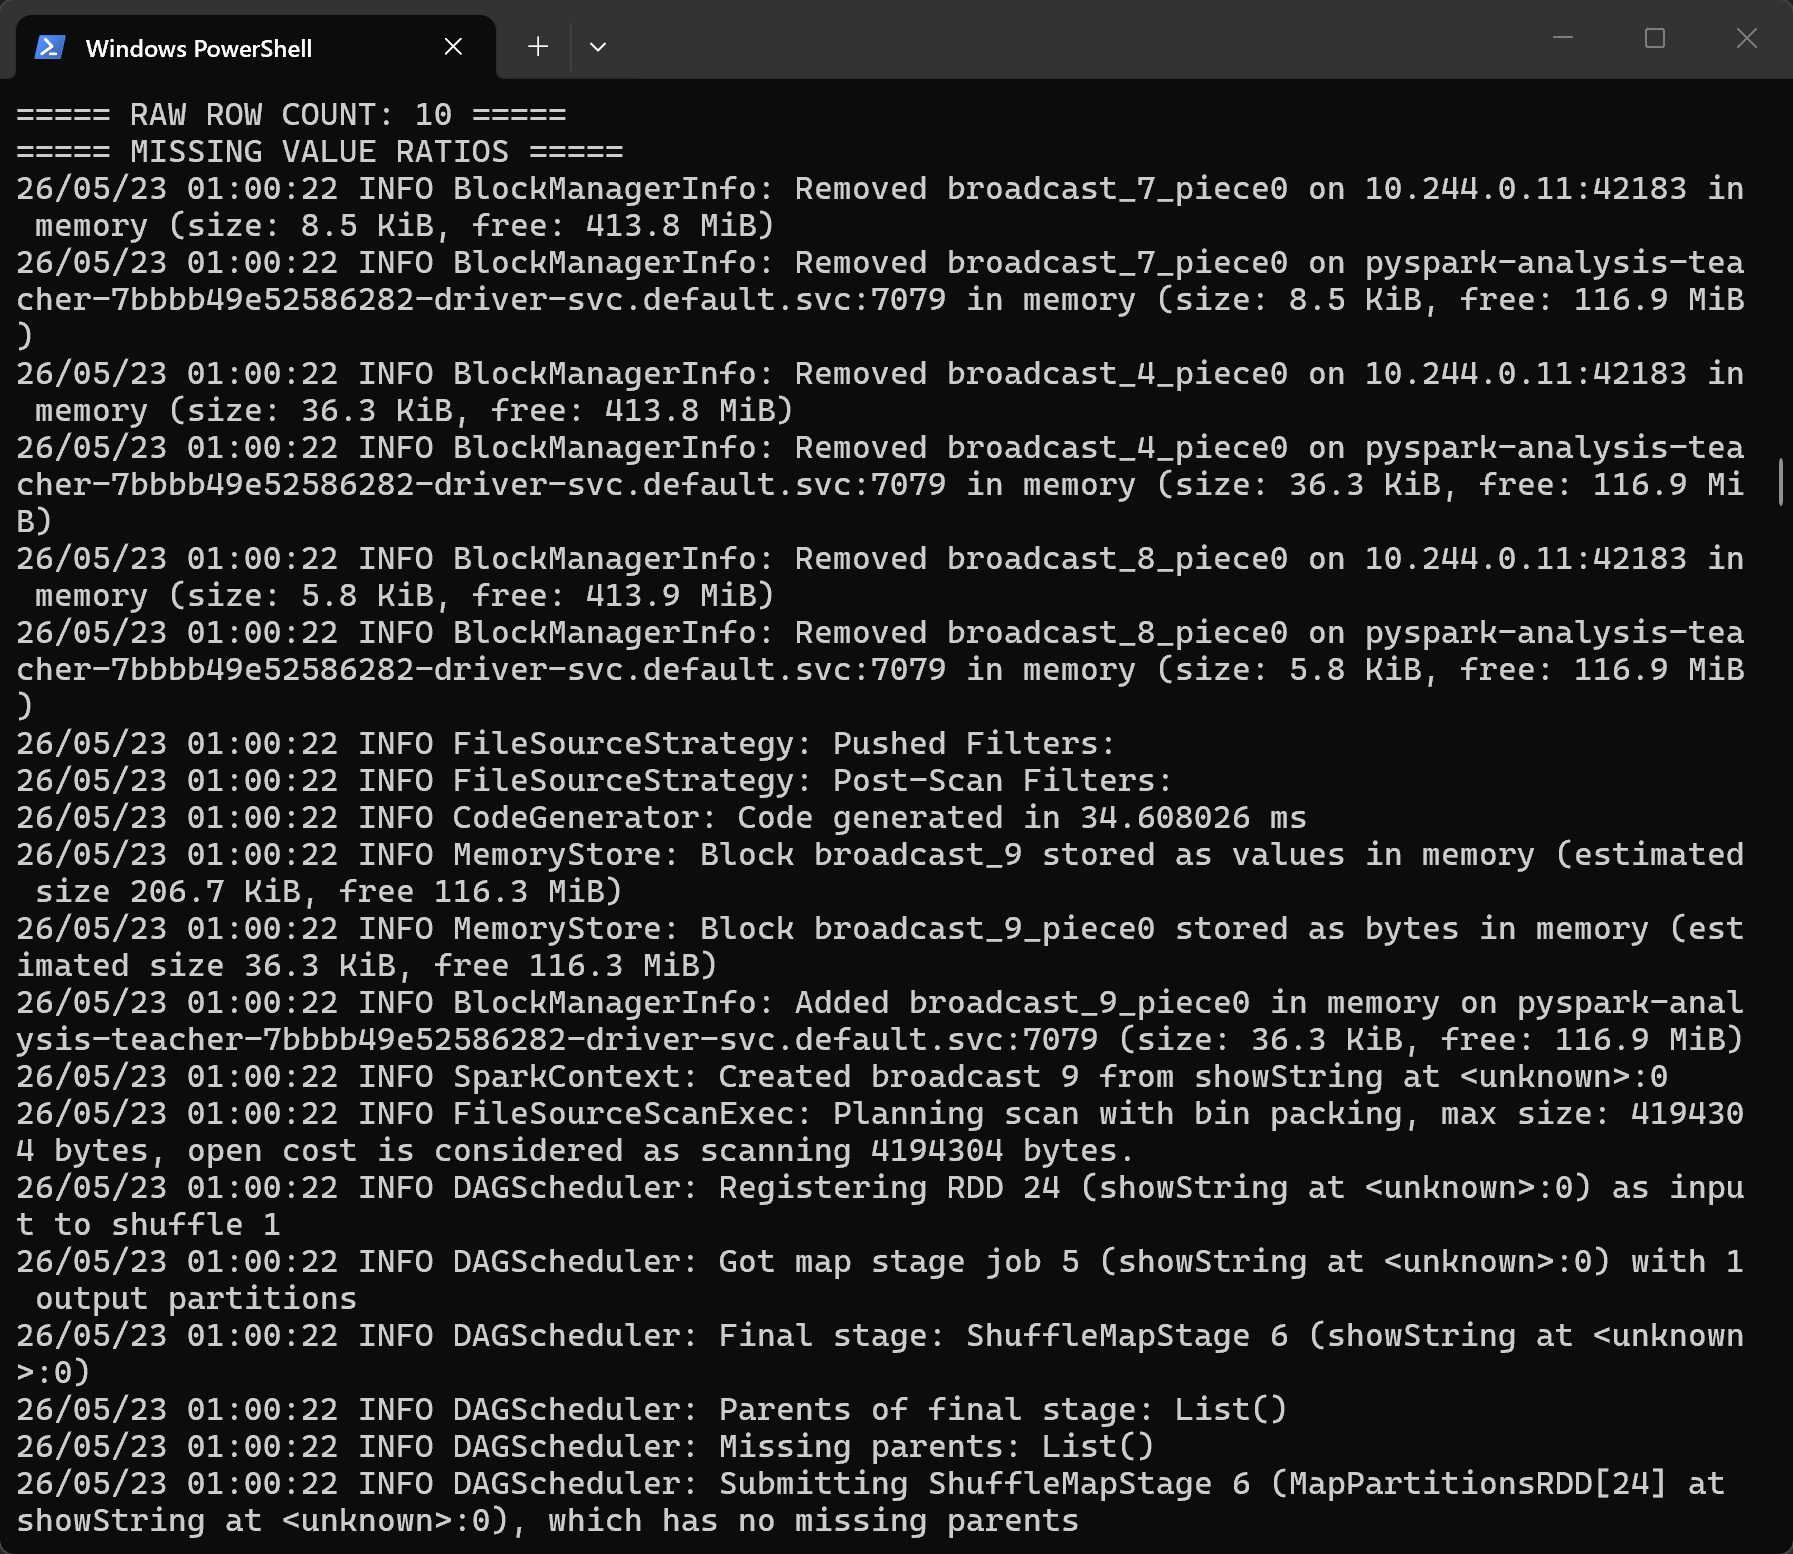 Windows PowerShell
===== RAW ROW COUNT: 10 =====
===== MISSING VALUE RATIOS =====
26/05/23 01:00:22 INFO BlockManagerInfo: Removed broadcast_7_piece0 on 10.244.0.11:42183 in
 memory (size: 8.5 KiB, free: 413.8 MiB)
26/05/23 01:00:22 INFO BlockManagerInfo: Removed broadcast_7_piece0 on pyspark-analysis-tea
cher-7bbbb49e52586282-driver-svc.default.svc:7079 in memory (size: 8.5 KiB, free: 116.9 MiB
)
26/05/23 01:00:22 INFO BlockManagerInfo: Removed broadcast_4_piece0 on 10.244.0.11:42183 in
 memory (size: 36.3 KiB, free: 413.8 MiB)
26/05/23 01:00:22 INFO BlockManagerInfo: Removed broadcast_4_piece0 on pyspark-analysis-tea
cher-7bbbb49e52586282-driver-svc.default.svc:7079 in memory (size: 36.3 KiB, free: 116.9 Mi
B)
26/05/23 01:00:22 INFO BlockManagerInfo: Removed broadcast_8_piece0 on 10.244.0.11:42183 in
 memory (size: 5.8 KiB, free: 413.9 MiB)
26/05/23 01:00:22 INFO BlockManagerInfo: Removed broadcast_8_piece0 on pyspark-analysis-tea
cher-7bbbb49e52586282-driver-svc.default.svc:7079 in memory (size: 5.8 KiB, free: 116.9 MiB
)
26/05/23 01:00:22 INFO FileSourceStrategy: Pushed Filters:
26/05/23 01:00:22 INFO FileSourceStrategy: Post-Scan Filters:
26/05/23 01:00:22 INFO CodeGenerator: Code generated in 34.608026 ms
26/05/23 01:00:22 INFO MemoryStore: Block broadcast_9 stored as values in memory (estimated
 size 206.7 KiB, free 116.3 MiB)
26/05/23 01:00:22 INFO MemoryStore: Block broadcast_9_piece0 stored as bytes in memory (est
imated size 36.3 KiB, free 116.3 MiB)
26/05/23 01:00:22 INFO BlockManagerInfo: Added broadcast_9_piece0 in memory on pyspark-anal
ysis-teacher-7bbbb49e52586282-driver-svc.default.svc:7079 (size: 36.3 KiB, free: 116.9 MiB)
26/05/23 01:00:22 INFO SparkContext: Created broadcast 9 from showString at <unknown>:0
26/05/23 01:00:22 INFO FileSourceScanExec: Planning scan with bin packing, max size: 419430
4 bytes, open cost is considered as scanning 4194304 bytes.
26/05/23 01:00:22 INFO DAGScheduler: Registering RDD 24 (showString at <unknown>:0) as inpu
t to shuffle 1
26/05/23 01:00:22 INFO DAGScheduler: Got map stage job 5 (showString at <unknown>:0) with 1
 output partitions
26/05/23 01:00:22 INFO DAGScheduler: Final stage: ShuffleMapStage 6 (showString at <unknown
>:0)
26/05/23 01:00:22 INFO DAGScheduler: Parents of final stage: List()
26/05/23 01:00:22 INFO DAGScheduler: Missing parents: List()
26/05/23 01:00:22 INFO DAGScheduler: Submitting ShuffleMapStage 6 (MapPartitionsRDD[24] at
showString at <unknown>:0), which has no missing parents